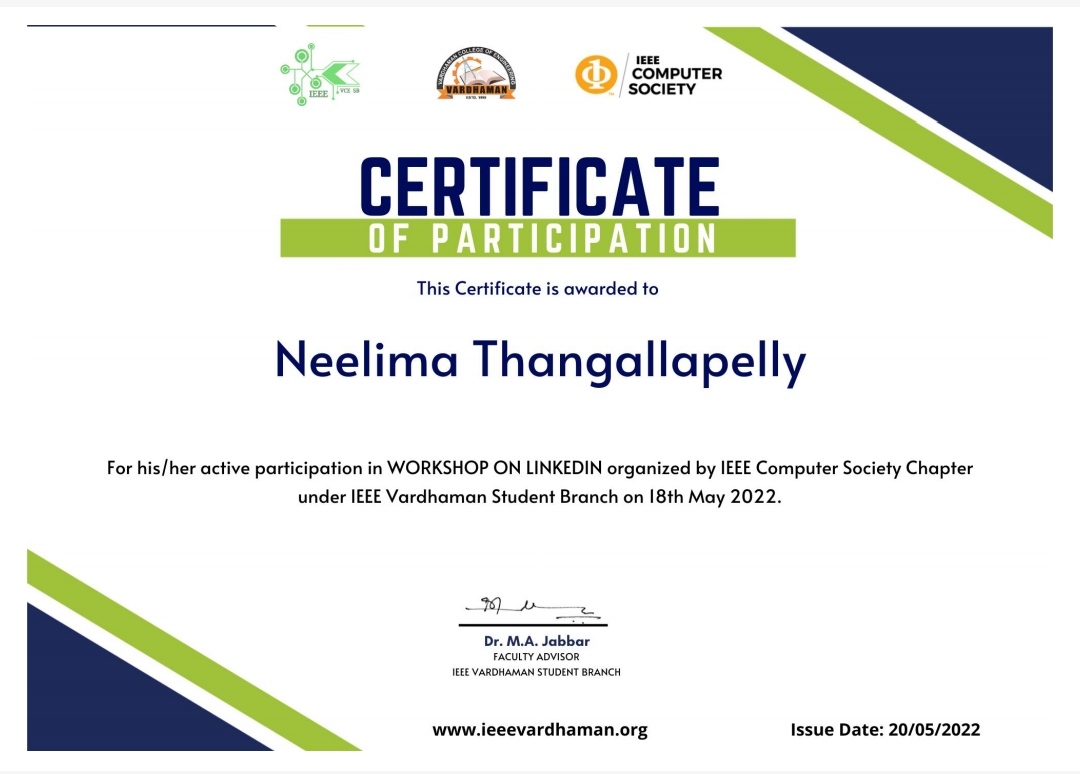 IEEE VCE SB
VARDHAMAN COLLEGE OF ENGINEERING
VARDHAMAN
ESTD. 1999
IEEE
COMPUTER
SOCIETY
CERTIFICATE
OF PARTICIPATION
This Certificate is awarded to
Neelima Thangallapelly
For his/her active participation in WORKSHOP ON LINKEDIN organized by IEEE Computer Society Chapter
under IEEE Vardhaman Student Branch on 18th May 2022.
Dr. M.A. Jabbar
FACULTY ADVISOR
IEEE VARDHAMAN STUDENT BRANCH
www.ieeevardhaman.org
Issue Date: 20/05/2022